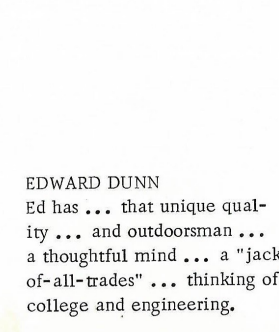 EDWARD DUNN
Ed has ... that unique qual-
ity ... and outdoorsman ...
a thoughtful mind ... a "jack
of-all-trades" ... thinking of
college and engineering.